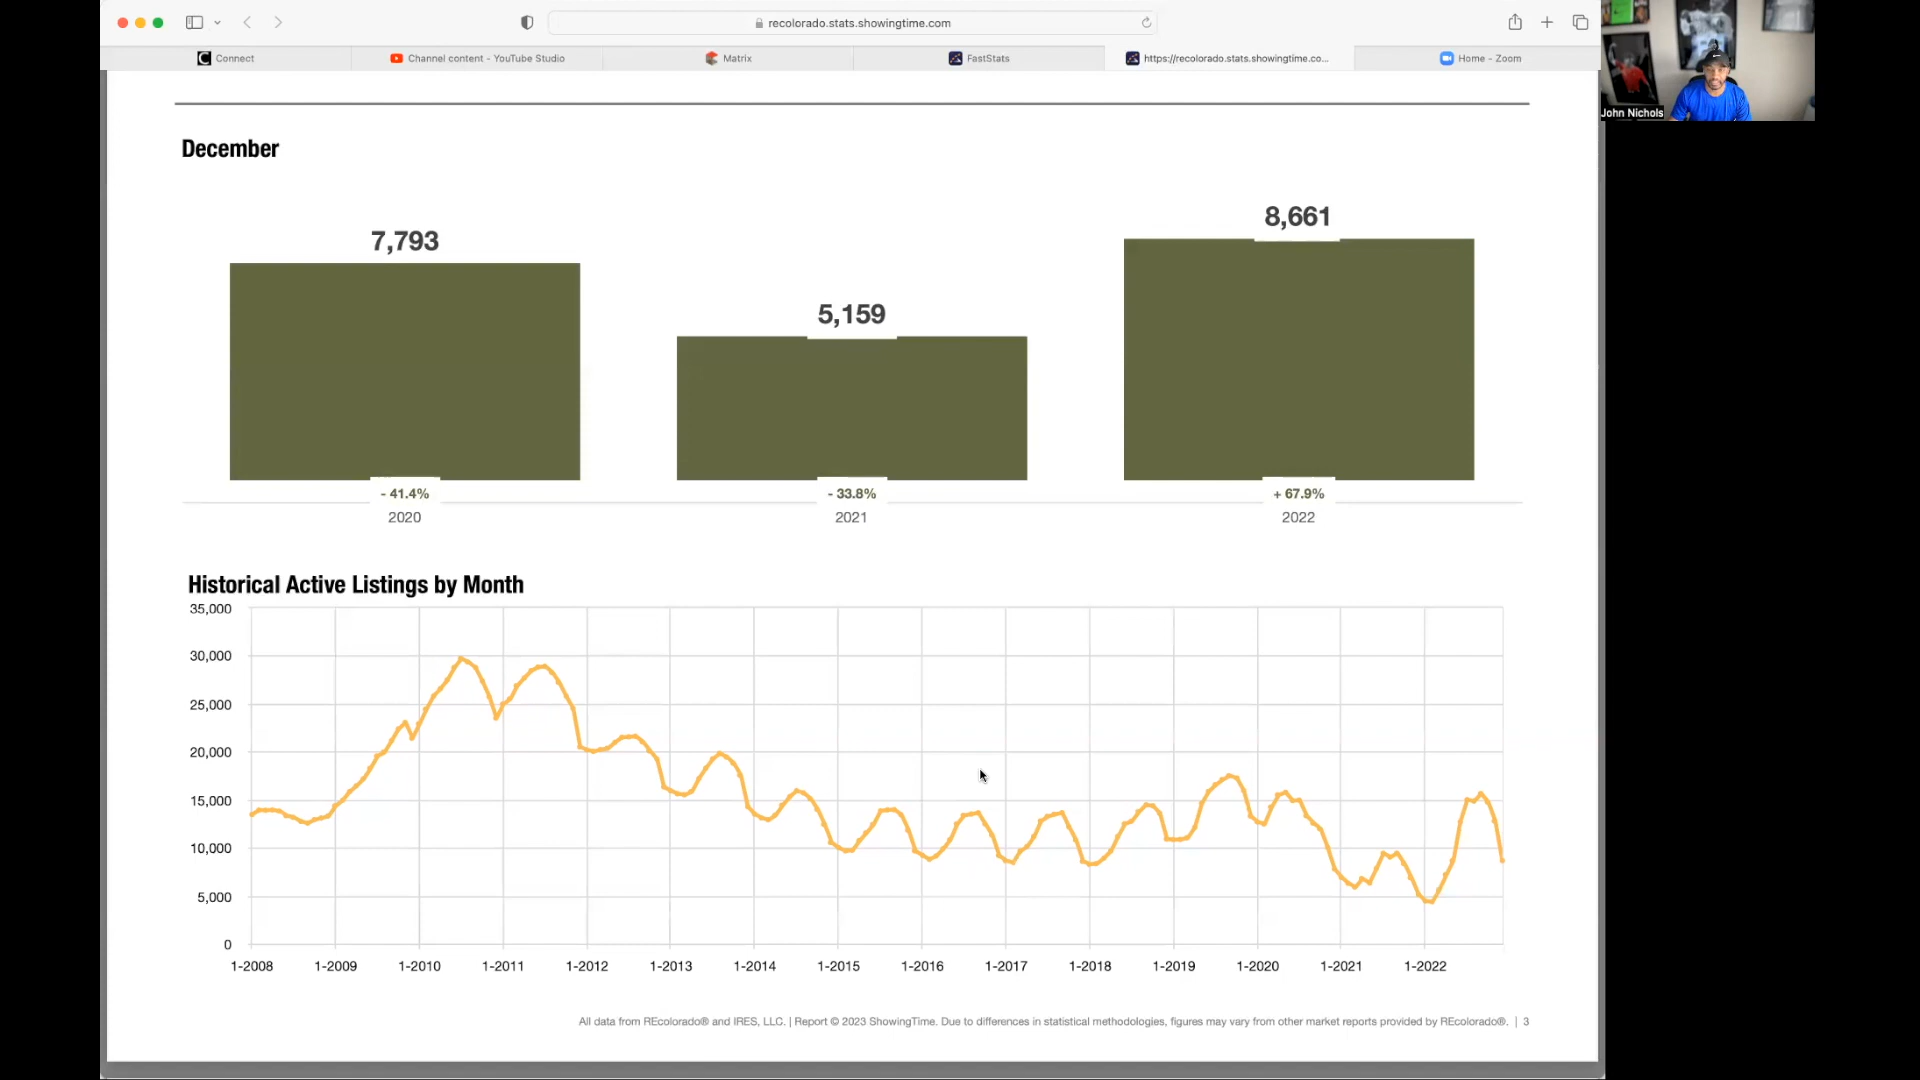 recolorado.stats.showingtime.com
Connect
Channel content - YouTube Studio
Matrix
FastStats
https://recolorado.stats.showingtime.co...
Home - Zoom
John Nichols
December
7,793
5,159
8,661
- 41.4%
- 33.8%
+ 67.9%
2020
2021
2022
Historical Active Listings by Month
35,000
30,000
25,000
20,000
15,000
10,000
5,000
0
1-2008 1-2009 1-2010 1-2011 1-2012 1-2013 1-2014 1-2015 1-2016 1-2017 1-2018 1-2019 1-2020 1-2021 1-2022
All data from REcolorado® and IRES, LLC. | Report © 2023 ShowingTime. Due to differences in statistical methodologies, figures may vary from other market reports provided by REcolorado®. | 3